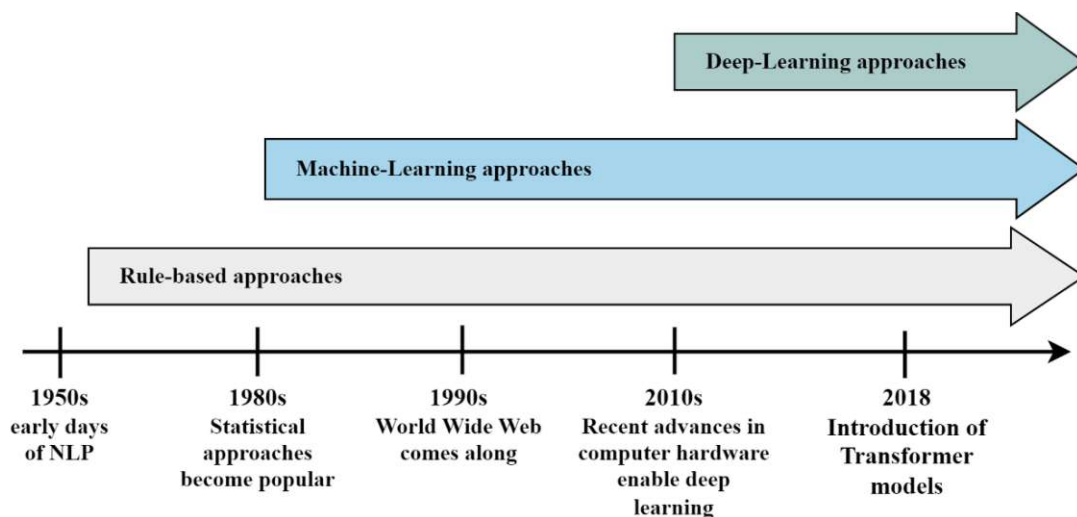 Deep-Learning approaches
Machine-Learning approaches
Rule-based approaches
1950s
early days
of NLP
1980s
Statistical
approaches
become popular
1990s
World Wide Web
comes along
2010s
Recent advances in
computer hardware
enable deep
learning
2018
Introduction of
Transformer
models